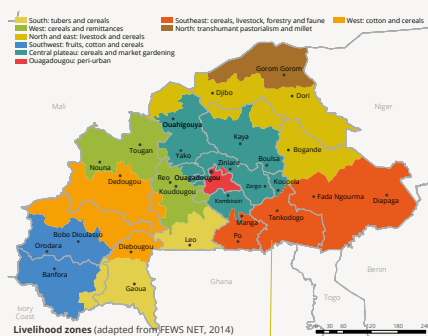 South: tubers and cereals
West: cereals and remittances
North and east: livestock and cereals
Southwest: fruits, cotton and cereals
Central plateau: cereals and market gardening
Ouagadougou: peri-urban
Southeast: cereals, livestock, forestry and faune
North: transhumant pastoralism and millet
West: cotton and cereals
Gorom Gorom
Djibo
Dori
Mali
Niger
Ouahigouya
Kaya
Tougan
Yako
Bogande
Nouna
Ziniare
Boulsa
Dedougou
Reo
Ouagadougou
Koudougou
Zorgo
Koupela
Kombissiri
Fada Ngourma
Diapaga
Manga
Tenkodogo
Bobo Dioulasso
Po
Leo
Orodara
Diebougou
Banfora
Gaoua
Ghana
Benin
Togo
Ivory
Coast
Livelihood zones (adapted from FEWS NET, 2014)
0 30 60 120 180 240